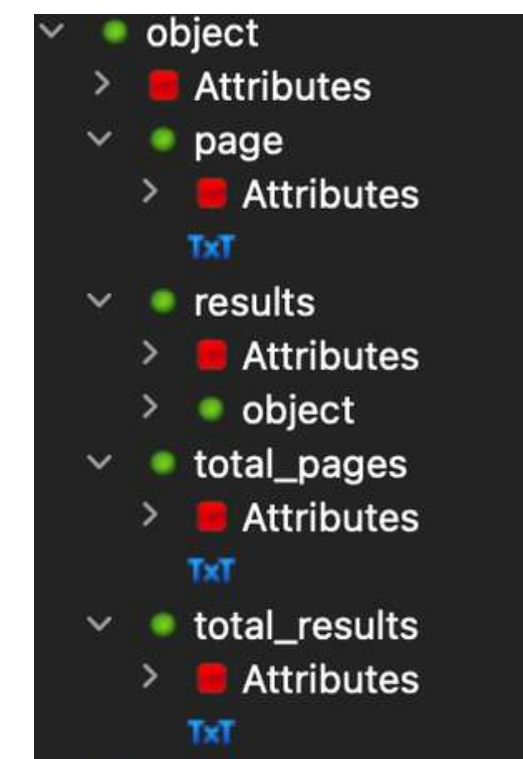 object
Attributes
page
Attributes
TxT
results
Attributes
object
total_pages
Attributes
TxT
total_results
Attributes
TxT